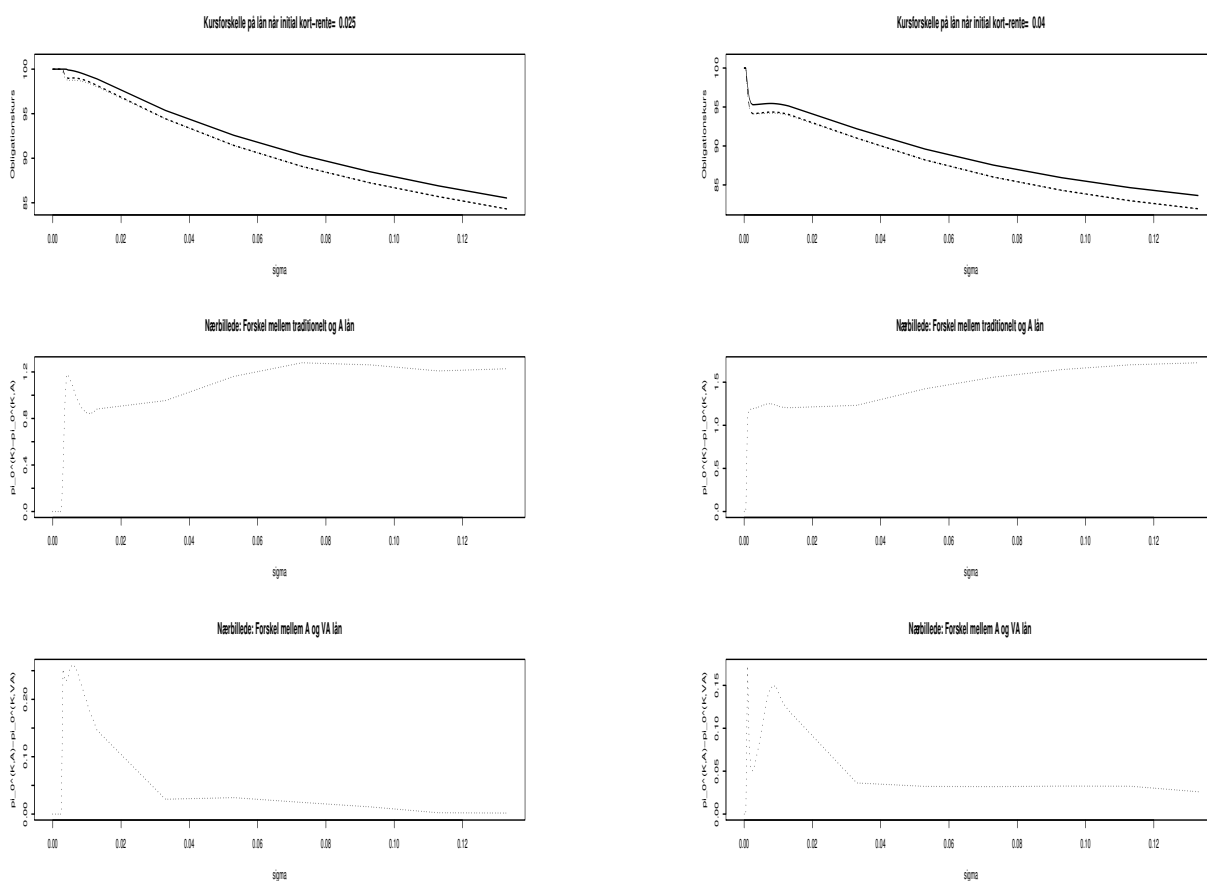 Kursforskelle på lån når initial kort-rente= 0.025
Obligationskurs
85 90 95 100
0.00 0.02 0.04 0.06 0.08 0.10 0.12
sigma
Kursforskelle på lån når initial kort-rente= 0.04
Obligationskurs
85 90 95 100
0.00 0.02 0.04 0.06 0.08 0.10 0.12
sigma
Nærbillede: Forskel mellem traditionelt og A lån
pi_0^(K)-pi_0^(K,A)
0.0 0.4 0.8 1.2
0.00 0.02 0.04 0.06 0.08 0.10 0.12
sigma
Nærbillede: Forskel mellem traditionelt og A lån
pi_0^(K)-pi_0^(K,A)
0.0 0.5 1.0 1.5
0.00 0.02 0.04 0.06 0.08 0.10 0.12
sigma
Nærbillede: Forskel mellem A og VA lån
pi_0^(K,A)-pi_0^(K,VA)
0.00 0.10 0.20
0.00 0.02 0.04 0.06 0.08 0.10 0.12
sigma
Nærbillede: Forskel mellem A og VA lån
pi_0^(K,A)-pi_0^(K,VA)
0.00 0.05 0.10 0.15
0.00 0.02 0.04 0.06 0.08 0.10 0.12
sigma